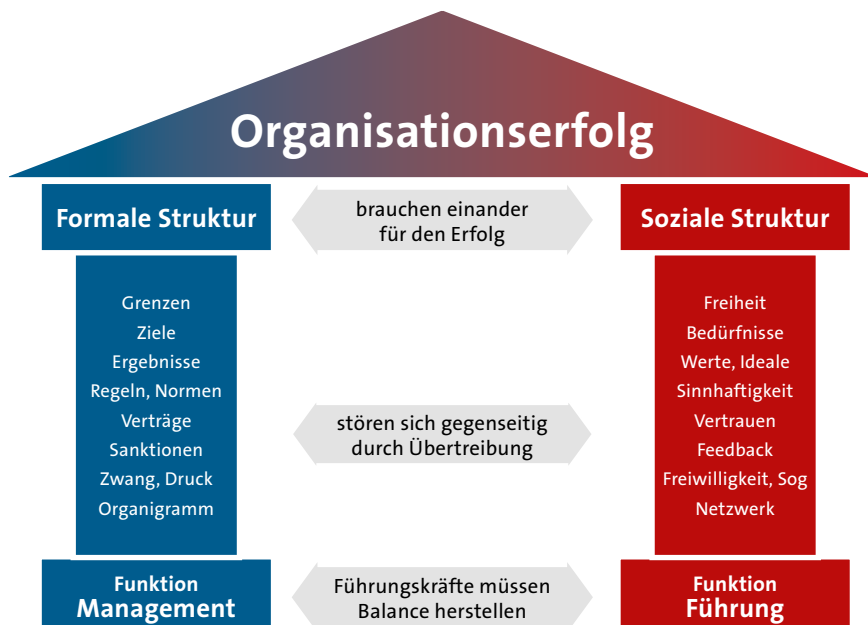 Organisationserfolg
Formale Struktur
brauchen einander
für den Erfolg
Soziale Struktur
Grenzen
Ziele
Ergebnisse
Regeln, Normen
Verträge
Sanktionen
Zwang, Druck
Organigramm
stören sich gegenseitig
durch Übertreibung
Freiheit
Bedürfnisse
Werte, Ideale
Sinnhaftigkeit
Vertrauen
Feedback
Freiwilligkeit, Sog
Netzwerk
Funktion
Management
Führungskräfte müssen
Balance herstellen
Funktion
Führung